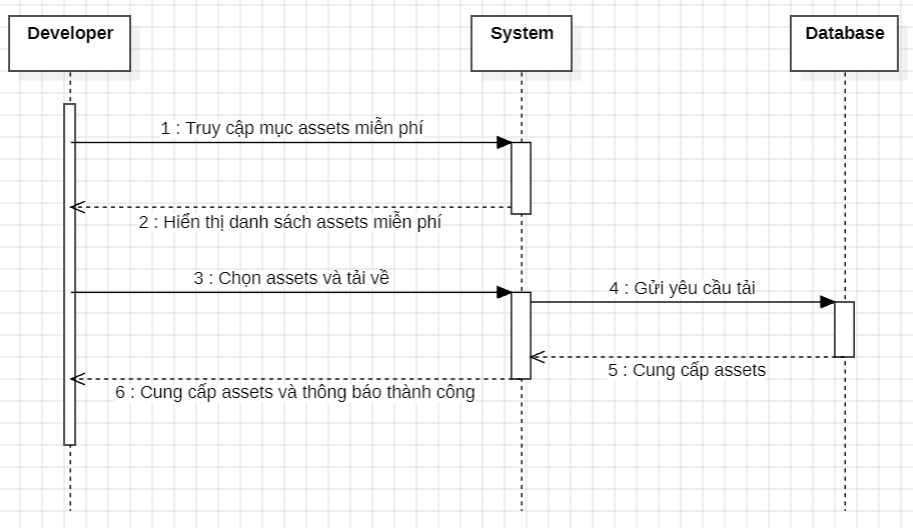 Developer
System
Database
1 : Truy cập mục assets miễn phí
2 : Hiển thị danh sách assets miễn phí
3 : Chọn assets và tải về
4 : Gửi yêu cầu tải
5 : Cung cấp assets
6 : Cung cấp assets và thông báo thành công